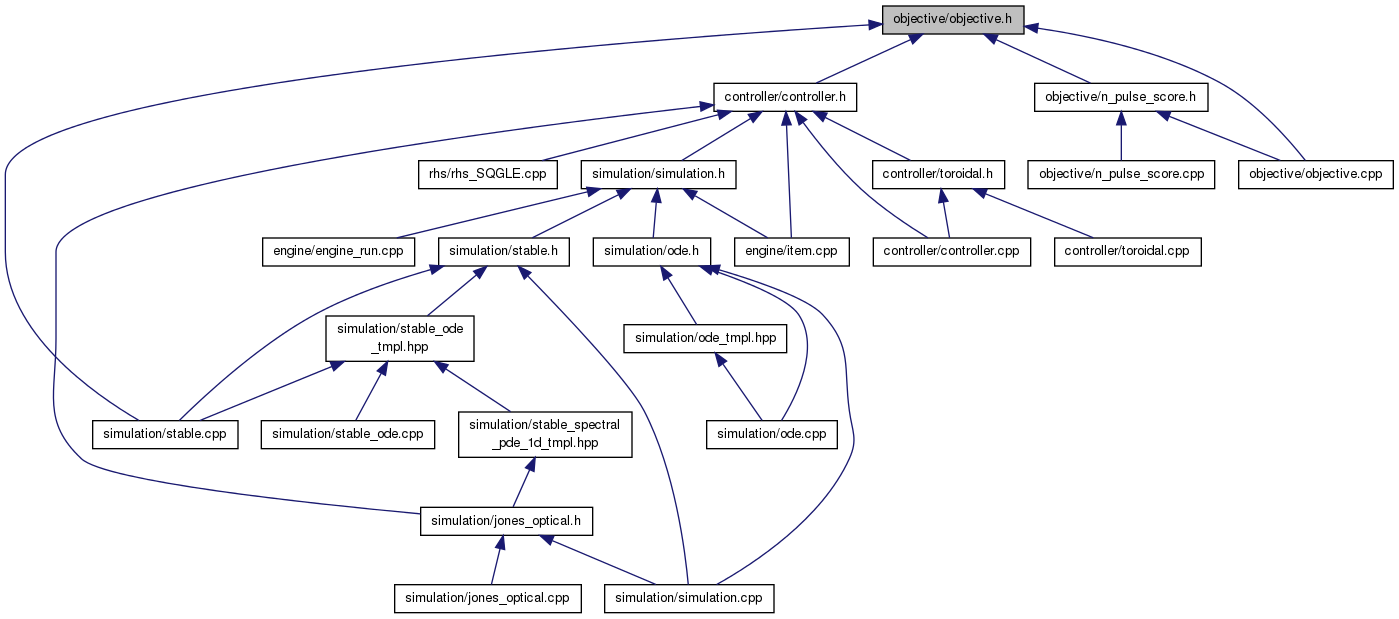 objective/objective.h
controller/controller.h
objective/n_pulse_score.h
rhs/rhs_SQGLE.cpp
simulation/simulation.h
controller/toroidal.h
objective/n_pulse_score.cpp
objective/objective.cpp
engine/engine_run.cpp
simulation/stable.h
simulation/ode.h
engine/item.cpp
controller/controller.cpp
controller/toroidal.cpp
simulation/stable_ode
_tmpl.hpp
simulation/ode_tmpl.hpp
simulation/stable.cpp
simulation/stable_ode.cpp
simulation/stable_spectral
_pde_1d_tmpl.hpp
simulation/ode.cpp
simulation/jones_optical.h
simulation/jones_optical.cpp
simulation/simulation.cpp